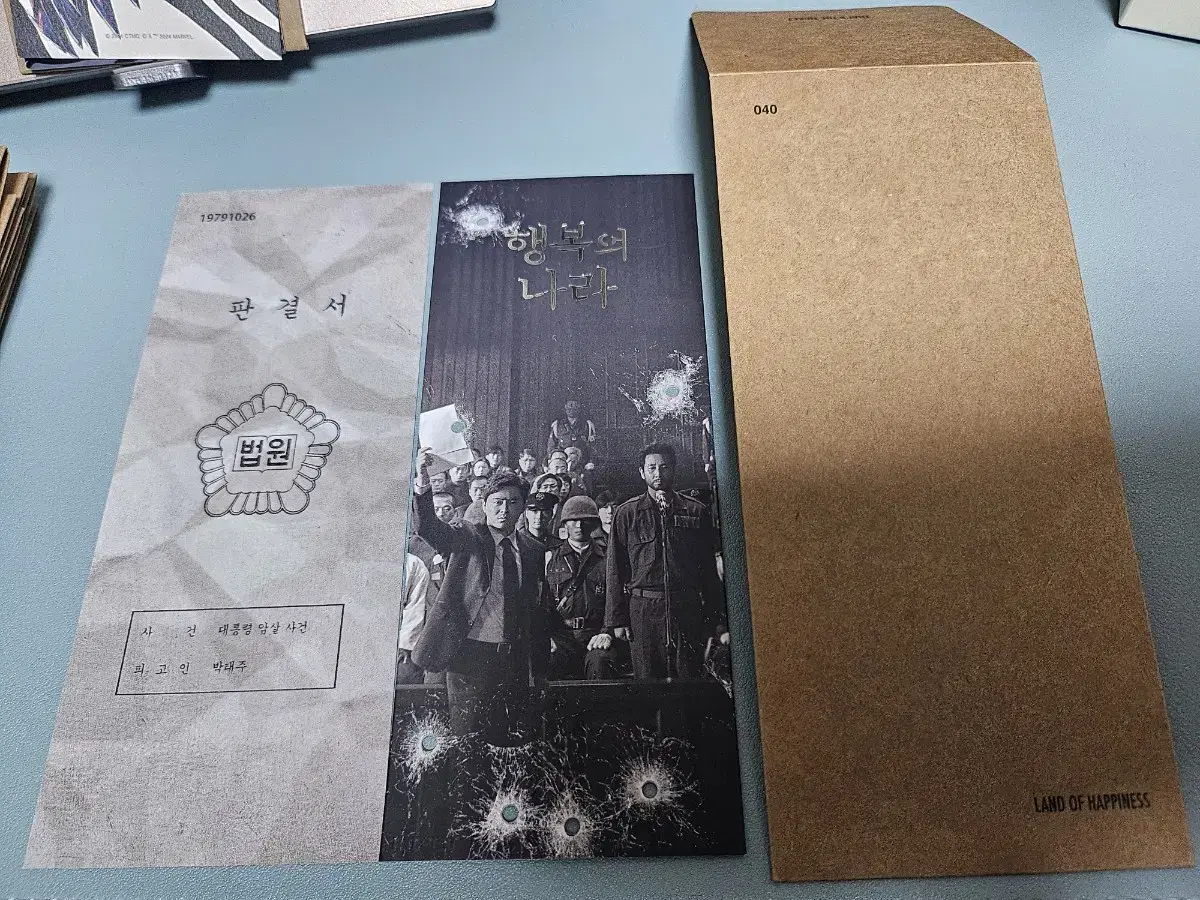 19791026
판 결 서
법원
사 건 대통령 암살 사건
피 고 인 박태주
행복의
나라
040
LAND OF HAPPINESS